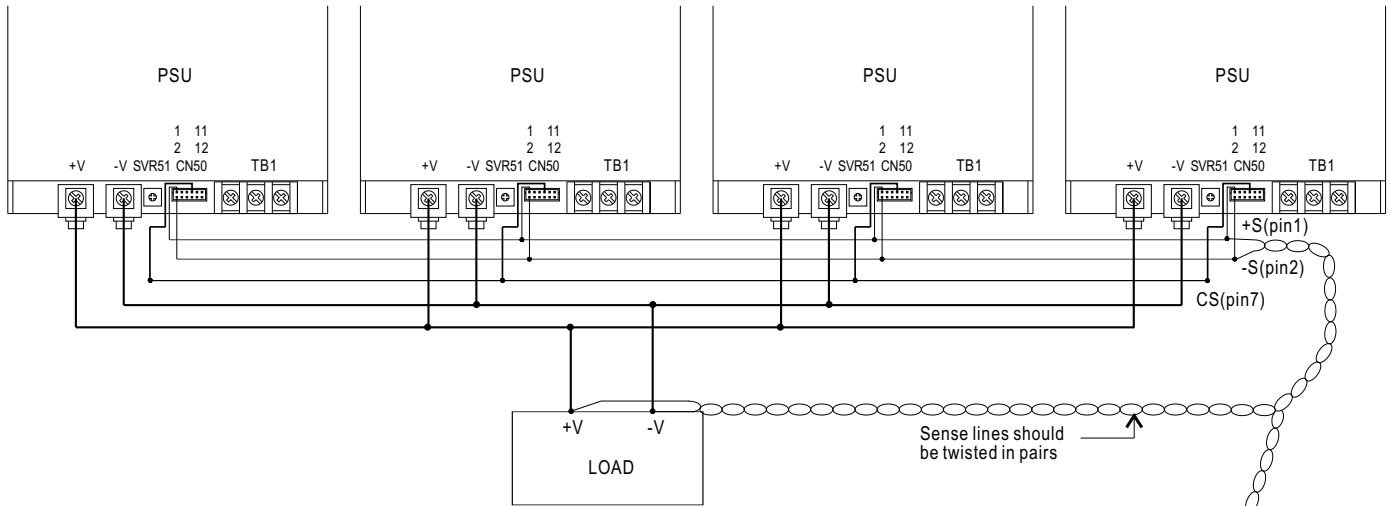 PSU PSU PSU PSU
1 11 1 11 1 11 1 11
2 12 2 12 2 12 2 12
+V -V SVR51 CN50 TB1 +V -V SVR51 CN50 TB1 +V -V SVR51 CN50 TB1 +V -V SVR51 CN50 TB1
+S(pin1)
-S(pin2)
CS(pin7)
+V -V
LOAD
Sense lines should
be twisted in pairs